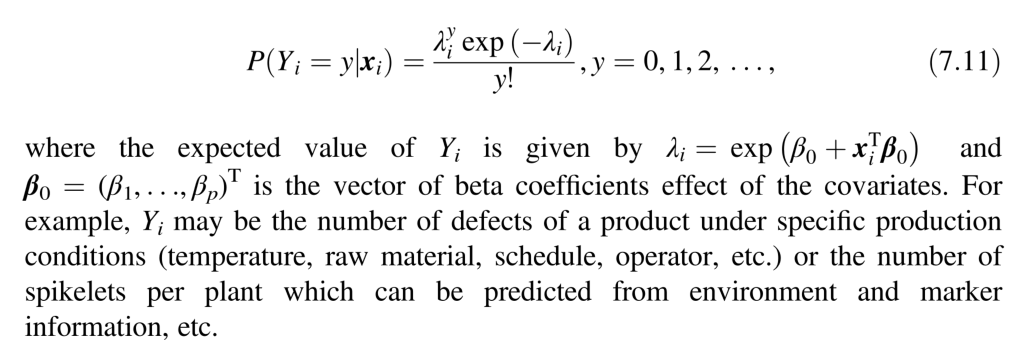 P(Y_i = y|x_i) = \frac{λ_i^y exp (−λ_i)}{y!}, y = 0, 1, 2, …, (7.11)
where the expected value of Y_i is given by λ_i = exp (β_0 + x_i^T β_0) and
β_0 = (β_1, …, β_p)^T is the vector of beta coefficients effect of the covariates. For
example, Y_i may be the number of defects of a product under specific production
conditions (temperature, raw material, schedule, operator, etc.) or the number of
spikelets per plant which can be predicted from environment and marker
information, etc.